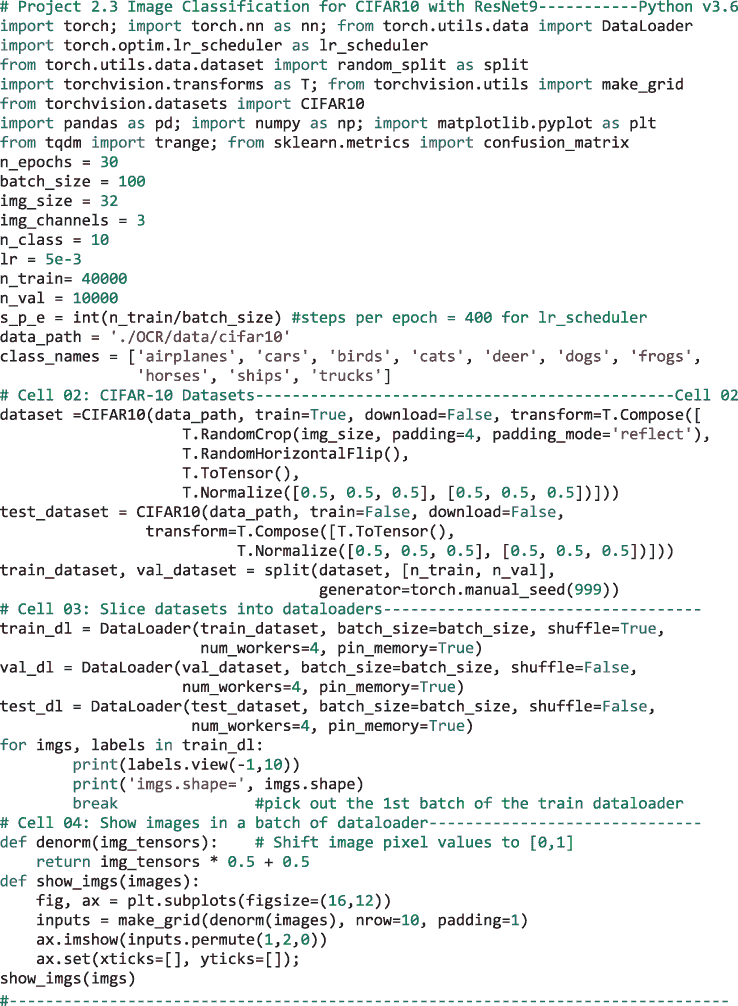 # Project 2.3 Image Classification for CIFAR10 with ResNet9-----------Python v3.6
import torch; import torch.nn as nn; from torch.utils.data import DataLoader
import torch.optim.lr_scheduler as lr_scheduler
from torch.utils.data.dataset import random_split as split
import torchvision.transforms as T; from torchvision.utils import make_grid
from torchvision.datasets import CIFAR10
import pandas as pd; import numpy as np; import matplotlib.pyplot as plt
from tqdm import trange; from sklearn.metrics import confusion_matrix
n_epochs = 30
batch_size = 100
img_size = 32
img_channels = 3
n_class = 10
lr = 5e-3
n_train= 40000
n_val = 10000
s_p_e = int(n_train/batch_size) #steps per epoch = 400 for lr_scheduler
data_path = './OCR/data/cifar10'
class_names = ['airplanes', 'cars', 'birds', 'cats', 'deer', 'dogs', 'frogs',
               'horses', 'ships', 'trucks']
# Cell 02: CIFAR-10 Datasets----------------------------------------------Cell 02
dataset =CIFAR10(data_path, train=True, download=False, transform=T.Compose([
                    T.RandomCrop(img_size, padding=4, padding_mode='reflect'),
                    T.RandomHorizontalFlip(),
                    T.ToTensor(),
                    T.Normalize([0.5, 0.5, 0.5], [0.5, 0.5, 0.5])]))
test_dataset = CIFAR10(data_path, train=False, download=False,
                transform=T.Compose([T.ToTensor(),
                          T.Normalize([0.5, 0.5, 0.5], [0.5, 0.5, 0.5])]))
train_dataset, val_dataset = split(dataset, [n_train, n_val],
                                   generator=torch.manual_seed(999))
# Cell 03: Slice datasets into dataloaders-----------------------------------
train_dl = DataLoader(train_dataset, batch_size=batch_size, shuffle=True,
                      num_workers=4, pin_memory=True)
val_dl = DataLoader(val_dataset, batch_size=batch_size, shuffle=False,
                    num_workers=4, pin_memory=True)
test_dl = DataLoader(test_dataset, batch_size=batch_size, shuffle=False,
                     num_workers=4, pin_memory=True)
for imgs, labels in train_dl:
        print(labels.view(-1,10))
        print('imgs.shape=', imgs.shape)
        break               #pick out the 1st batch of the train dataloader
# Cell 04: Show images in a batch of dataloader------------------------------
def denorm(img_tensors):    # Shift image pixel values to [0,1]
    return img_tensors * 0.5 + 0.5
def show_imgs(images):
    fig, ax = plt.subplots(figsize=(16,12))
    inputs = make_grid(denorm(images), nrow=10, padding=1)
    ax.imshow(inputs.permute(1,2,0))
    ax.set(xticks=[], yticks=[]);
show_imgs(imgs)
#-------------------------------------------------------------------------------